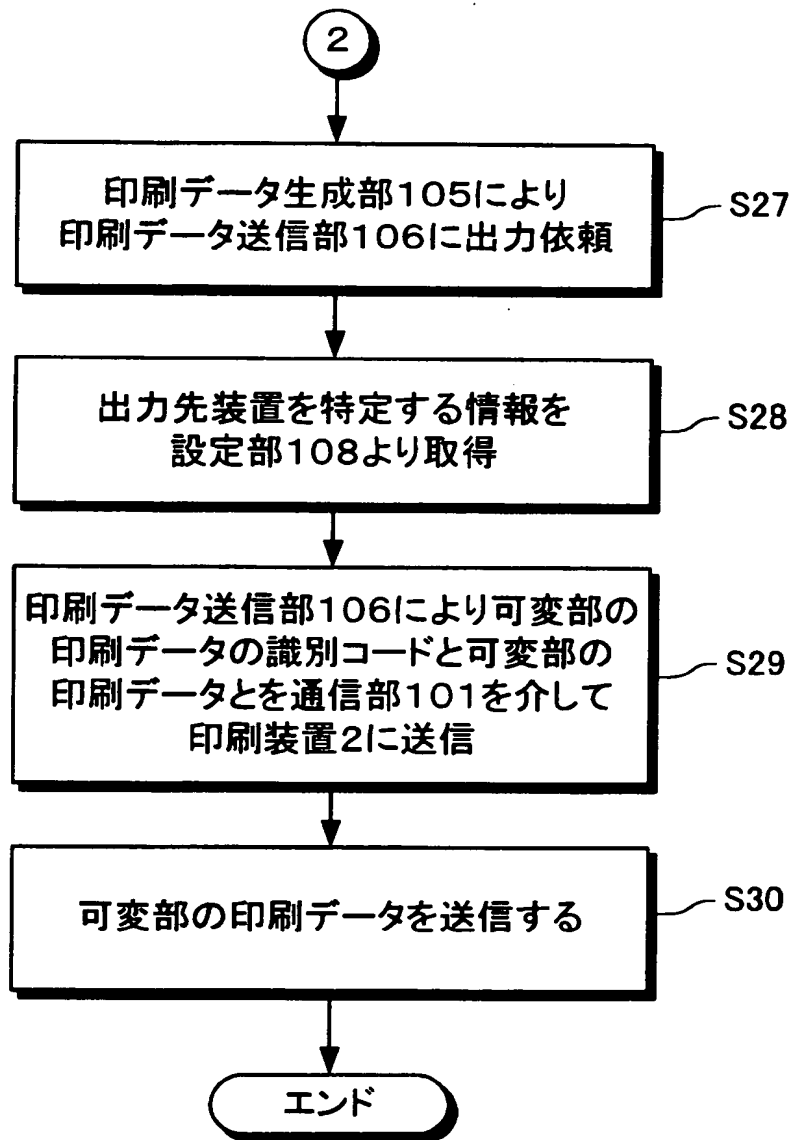 2
印刷データ生成部105により
印刷データ送信部106に出力依頼
S27
出力先装置を特定する情報を
設定部108より取得
S28
印刷データ送信部106により可変部の
印刷データの識別コードと可変部の
印刷データとを通信部101を介して
印刷装置2に送信
S29
可変部の印刷データを送信する
S30
エンド